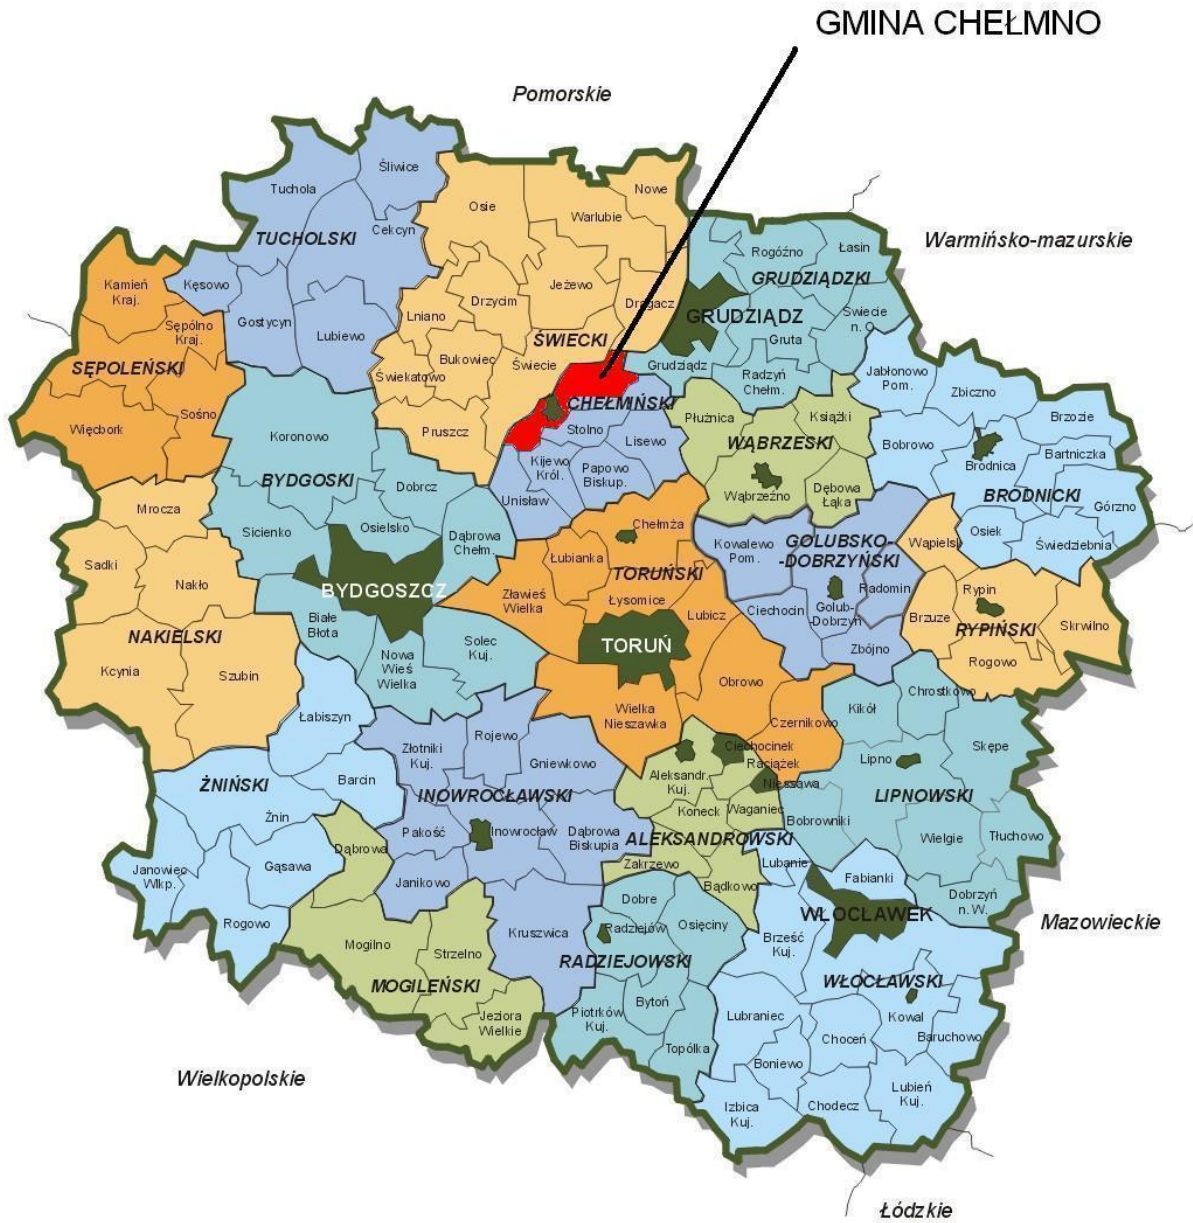 GMINA CHEŁMNO
Pomorskie
Śliwice
Tuchola
Nowe
Osie
Warlubie
Cekcyn
TUCHOLSKI
Warmińsko-mazurskie
Rogóźno
Łasin
GRUDZIĄDZKI
Kamień
Kraj.
Kęsowo
Jeżewo
Drzycim
Dragacz
Lniano
GRUDZIĄDZ
Świecie
n. O.
Gostycyn
Sępólno
Kraj.
Lubiewo
ŚWIECKI
Gruta
SĘPOLEŃSKI
Bukowiec
Świecie
Grudziądz
Świekatowo
Radzyń
Chełm.
Jabłonowo
Pom.
Zbiczno
CHEŁMIŃSKI
Sośno
Więcbork
Pruszcz
Stolno
Lisewo
Płużnica
Książki
Brzozie
Koronowo
WĄBRZESKI
Bobrowo
Bartniczka
Kijewo
Król.
Papowo
Biskup.
Brodnica
BYDGOSKI
Dobrcz
Dębowa
Łąka
Wąbrzeźno
BRODNICKI
Unisław
Mrocza
Górzno
Sicienko
Osielsko
Dąbrowa
Chełm.
Chełmża
Kowalewo
Pom.
GOLUBSKO-
-DOBRZYŃSKI
Wąpielsk
Osiek
Świedziebnia
Sadki
Nakło
Łubianka
TORUŃSKI
BYDGOSZCZ
Radomin
Rypin
Zławieś
Wielka
Łysomice
Lubicz
Ciechocin
Golub-
Dobrzyń
Brzuze
RYPIŃSKI
Skrwilno
Białe
Błota
NAKIELSKI
Solec
Kuj.
TORUŃ
Zbójno
Rogowo
Nowa
Wieś
Wielka
Kcynia
Szubin
Obrowo
Chrostkowo
Kikół
Łabiszyn
Wielka
Nieszawka
Czernikowo
Rojewo
Złotniki
Kuj.
Gniewkowo
Ciechocinek
Raciążek
Skępe
Lipno
Aleksandr.
Kuj.
Nieszawa
Barcin
ŻNIŃSKI
INOWROCŁAWSKI
LIPNOWSKI
Koneck
Waganiec
Żnin
Bobrowniki
Pakość
Inowrocław
Dąbrowa
Biskupia
ALEKSANDROWSKI
Wielgie
Tłuchowo
Dąbrowa
Gąsawa
Janowiec
Wlkp.
Zakrzewo
Lubanie
Janikowo
Bądkowo
Fabianki
Dobrzyń
n. W.
Dobre
Rogowo
WŁOCŁAWEK
Kruszwica
Radziejów
Osięciny
Mazowieckie
Mogilno
Strzelno
Brześć
Kuj.
RADZIEJOWSKI
MOGILEŃSKI
WŁOCŁAWSKI
Bytoń
Piotrków
Kuj.
Jeziora
Wielkie
Lubraniec
Kowal
Choceń
Baruchowo
Topólka
Boniewo
Wielkopolskie
Lubień
Kuj.
Izbica
Kuj.
Chodecz
Łódzkie